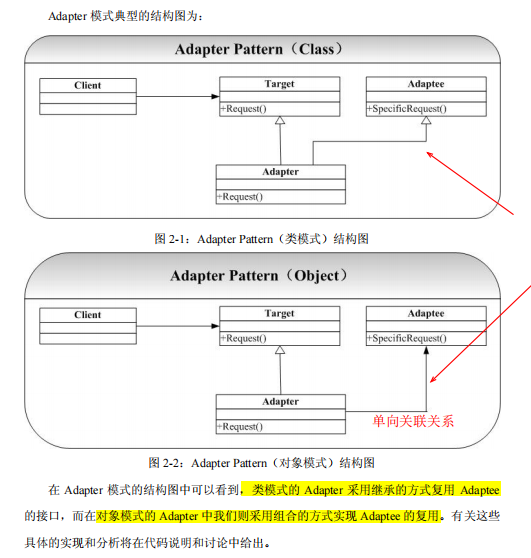 Adapter 模式典型的结构图为：
Adapter Pattern（Class）
Client
Target
+Request()
Adaptee
+SpecificRequest()
Adapter
+Request()
图 2-1：Adapter Pattern（类模式）结构图
Adapter Pattern（Object）
Client
Target
+Request()
Adaptee
+SpecificRequest()
Adapter
+Request()
单向关联关系
图 2-2：Adapter Pattern（对象模式）结构图
在 Adapter 模式的结构图中可以看到，类模式的 Adapter 采用继承的方式复用 Adaptee
的接口，而在对象模式的 Adapter 中我们则采用组合的方式实现 Adaptee 的复用。有关这些
具体的实现和分析将在代码说明和讨论中给出。